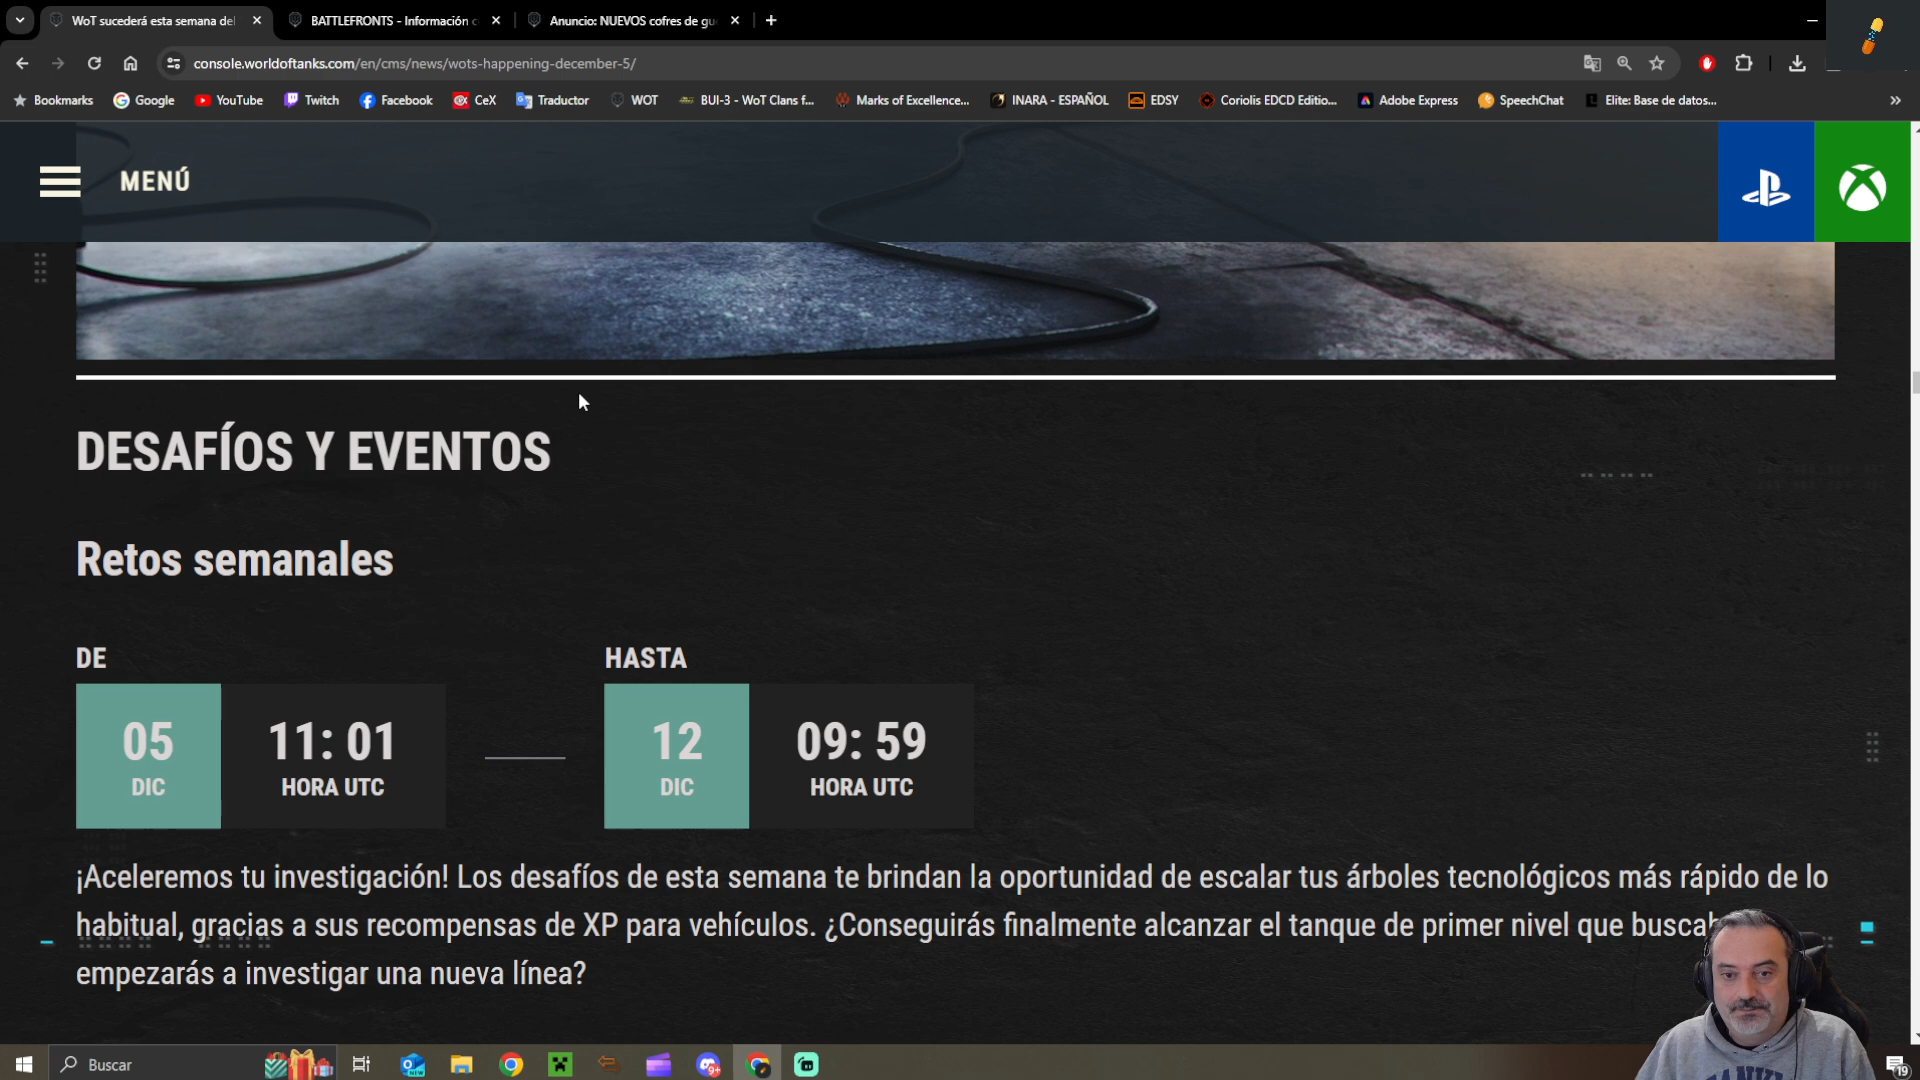 WoT sucederá esta semana del
BATTLEFRONTS - Información c
Anuncio: NUEVOS cofres de gu
console.worldoftanks.com/en/cms/news/wots-happening-december-5/
Bookmarks
Google
YouTube
Twitch
Facebook
CeX
Traductor
WOT
BUI-3 - WoT Clans f...
Marks of Excellence...
INARA - ESPAÑOL
EDSY
Coriolis EDCD Editio...
Adobe Express
SpeechChat
Elite: Base de datos...
MENÚ
DESAFÍOS Y EVENTOS
Retos semanales
DE
HASTA
05
DIC
11: 01
HORA UTC
12
DIC
09: 59
HORA UTC
¡Aceleremos tu investigación! Los desafíos de esta semana te brindan la oportunidad de escalar tus árboles tecnológicos más rápido de lo
habitual, gracias a sus recompensas de XP para vehículos. ¿Conseguirás finalmente alcanzar el tanque de primer nivel que
empezarás a investigar una nueva línea?
Buscar
NEW
9+
19